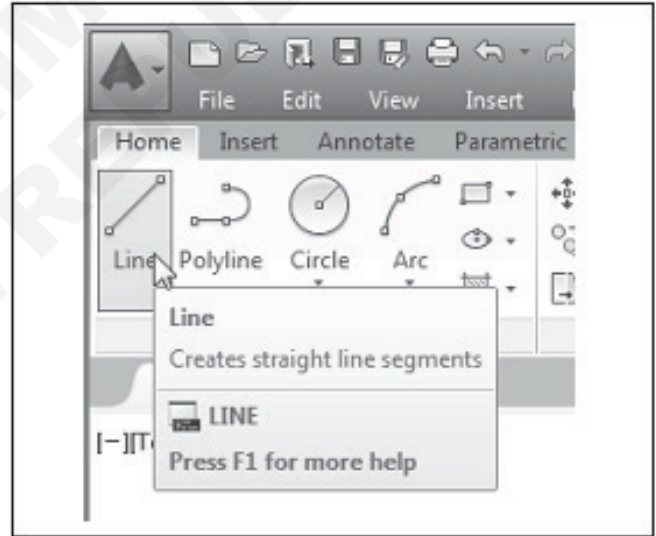 File Edit View Insert
Home Insert Annotate Parametric
Line Polyline Circle Arc
Line
Creates straight line segments
LINE
Press F1 for more help
[−][T